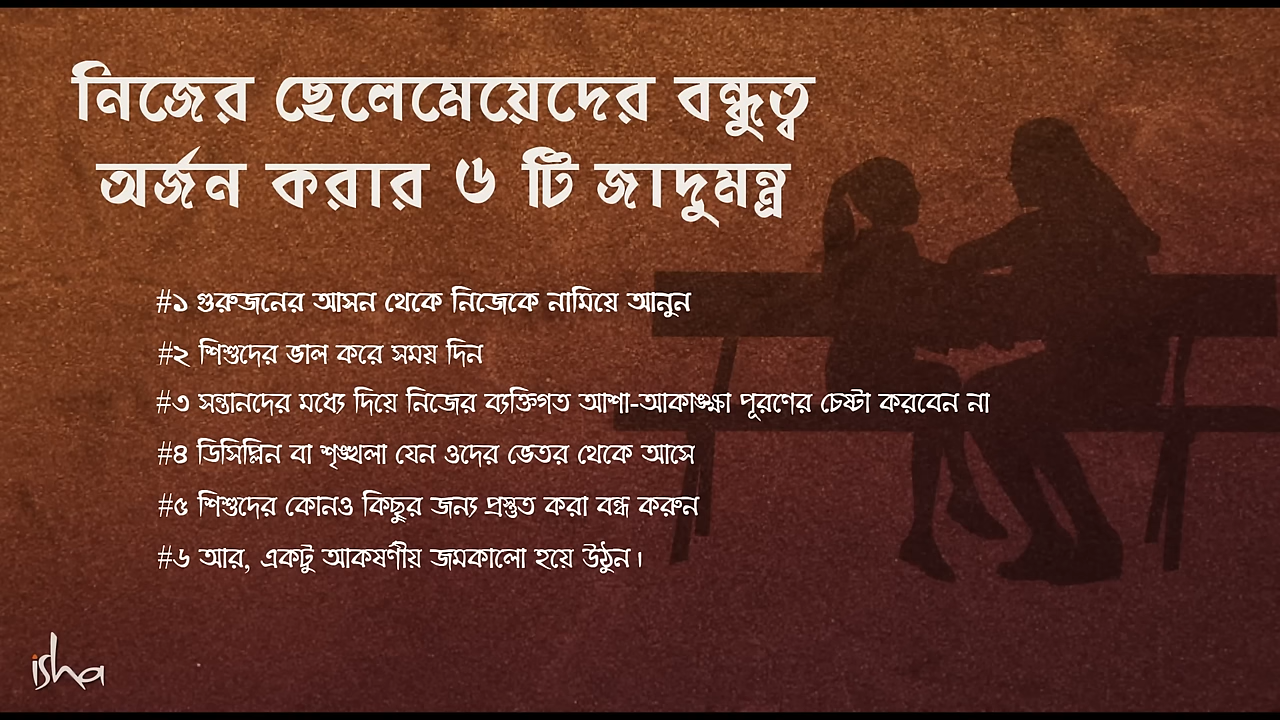 নিজের ছেলেমেয়েদের বন্ধুত্ব
অর্জন করার ৬ টি জাদুমন্ত্র
#১ গুরুজনের আসন থেকে নিজেকে নামিয়ে আনুন
#২ শিশুদের ভাল করে সময় দিন
#৩ সন্তানদের মধ্যে দিয়ে নিজের ব্যক্তিগত আশা-আকাঙ্ক্ষা পূরণের চেষ্টা করবেন না
#৪ ডিসিপ্লিন বা শৃঙ্খলা যেন ওদের ভেতর থেকে আসে
#৫ শিশুদের কোনও কিছুর জন্য প্রস্তুত করা বন্ধ করুন
#৬ আর, একটু আকর্ষণীয় জমকালো হয়ে উঠুন।
isha